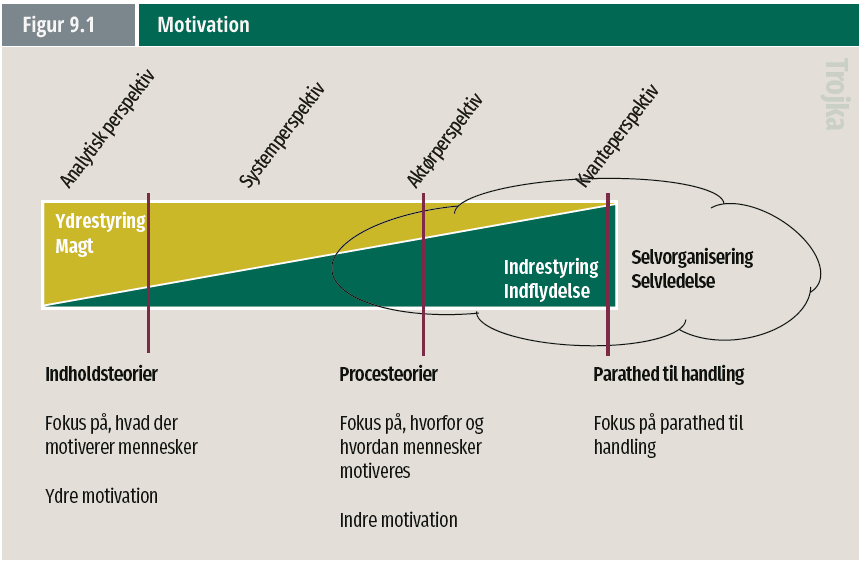 Figur 9.1
Motivation
Trojka
Analytisk perspektiv
Systemperspektiv
Aktørperspektiv
Kvanteperspektiv
Ydrestyring
Magt
Indrestyring
Indflydelse
Selvorganisering
Selvledelse
Indholdsteorier
Fokus på, hvad der
motiverer mennesker
Ydre motivation
Procesteorier
Fokus på, hvorfor og
hvordan mennesker
motiveres
Indre motivation
Parathed til handling
Fokus på parathed til
handling